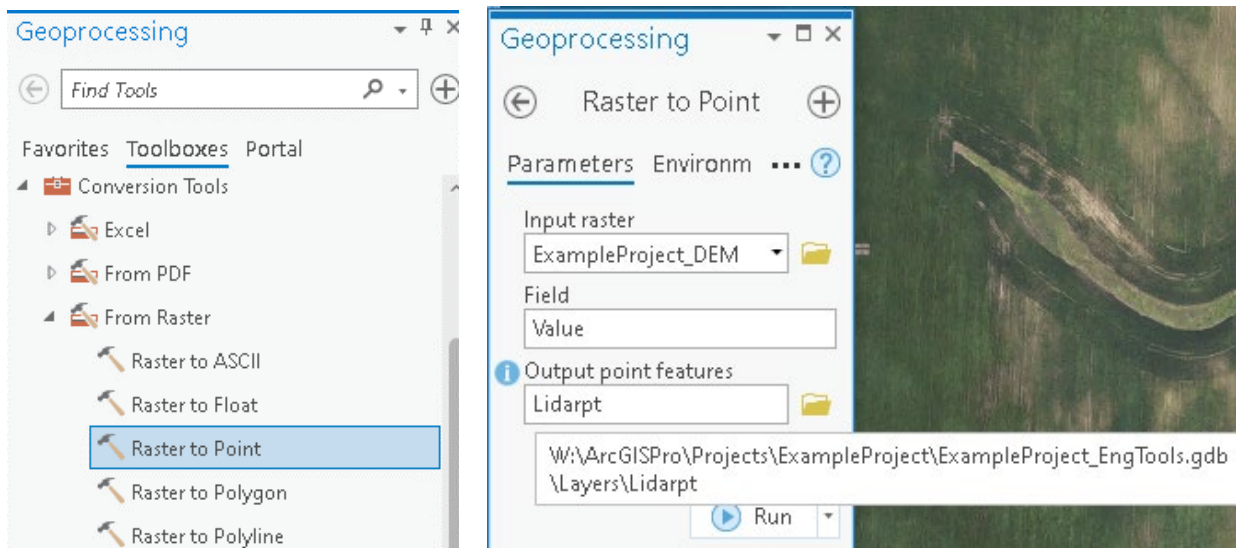 Geoprocessing
Find Tools
Favorites Toolboxes Portal
Conversion Tools
Excel
From PDF
From Raster
Raster to ASCII
Raster to Float
Raster to Point
Raster to Polygon
Raster to Polyline
Geoprocessing
Raster to Point
Parameters Environm ...
Input raster
ExampleProject_DEM
Field
Value
Output point features
Lidarpt
W:\ArcGISPro\Projects\ExampleProject\ExampleProject_EngTools.gdb
\Layers\Lidarpt
Run